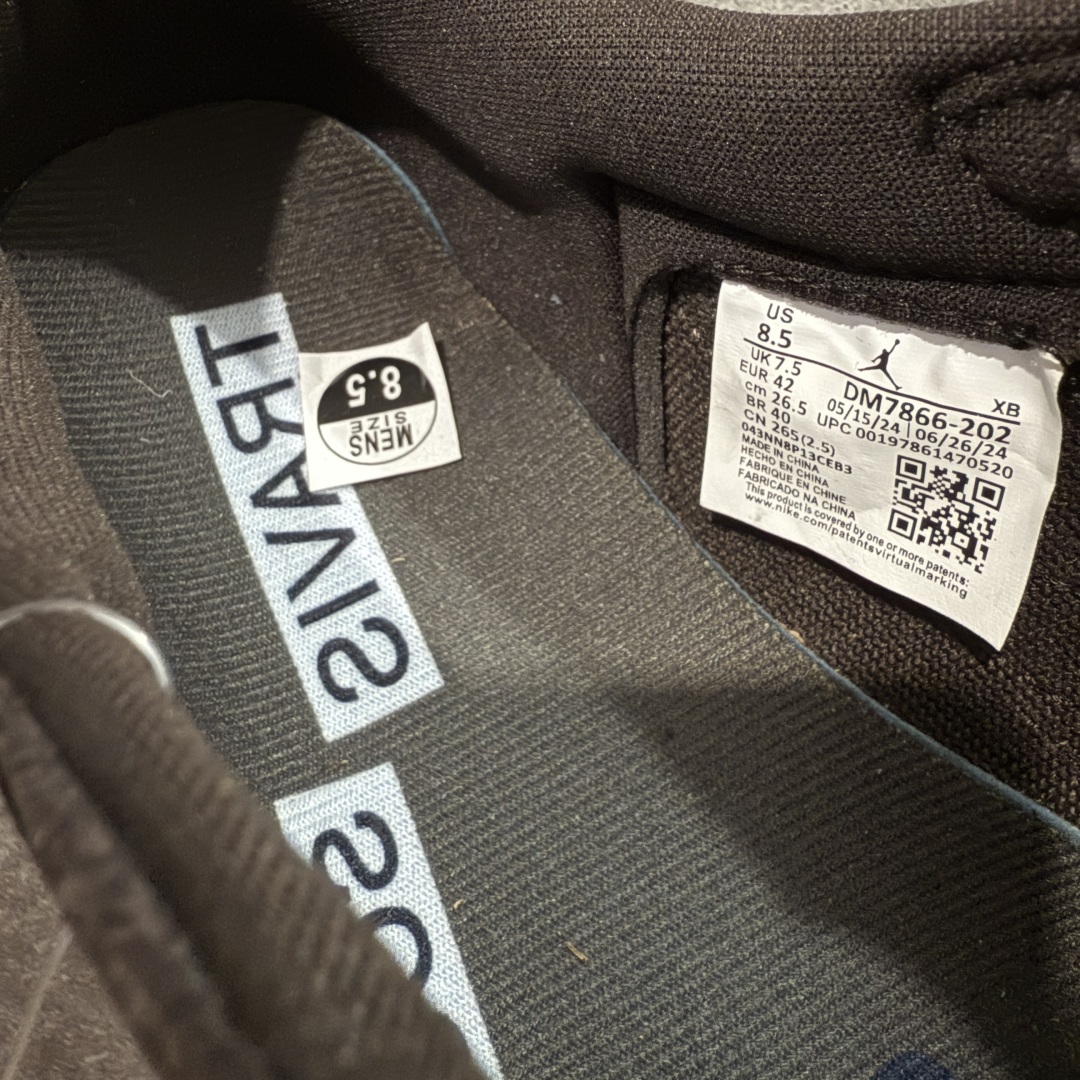 TRAVIS
SCO
8.5
MENS
SIZE
US
8.5
UK 7.5
EUR 42
cm 26.5
BR 40
CN 265(2.5)
DM7866-202 XB
05/15/24 | 06/26/24
UPC 00197861470520
043NN8P13CEB3
MADE IN CHINA
HECHO EN CHINA
FABRIQUE EN CHINE
FABRICADO NA CHINA
This product is covered by one or more patents:
www.nike.com/patentsvirtualmarking